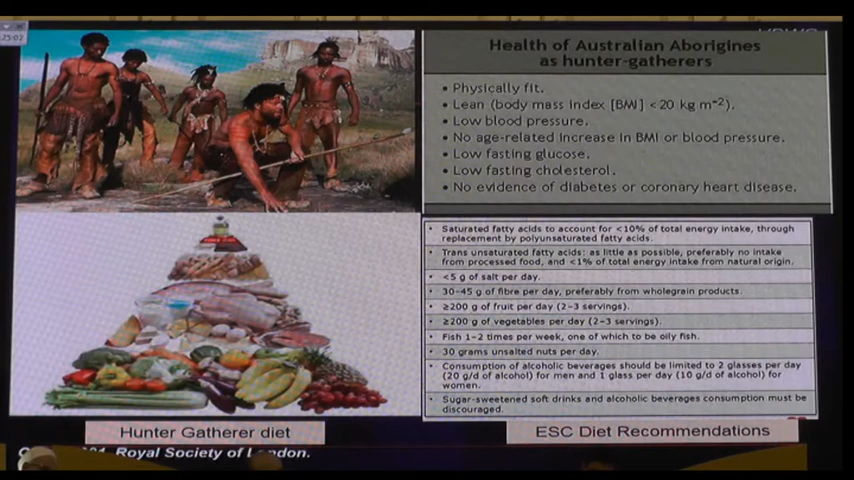 25:02
Health of Australian Aborigines
as hunter-gatherers
• Physically fit.
• Lean (body mass index [BMI] <20 kg m⁻²).
• Low blood pressure.
• No age-related increase in BMI or blood pressure.
• Low fasting glucose.
• Low fasting cholesterol.
• No evidence of diabetes or coronary heart disease.
• Saturated fatty acids to account for <10% of total energy intake, through
replacement by polyunsaturated fatty acids.
• Trans unsaturated fatty acids: as little as possible, preferably no intake
from processed food, and <1% of total energy intake from natural origin.
• <5 g of salt per day.
• 30–45 g of fibre per day, preferably from wholegrain products.
• ≥200 g of fruit per day (2–3 servings).
• ≥200 g of vegetables per day (2–3 servings).
• Fish 1–2 times per week, one of which to be oily fish.
• 30 grams unsalted nuts per day.
• Consumption of alcoholic beverages should be limited to 2 glasses per day
(20 g/d of alcohol) for men and 1 glass per day (10 g/d of alcohol) for
women.
• Sugar-sweetened soft drinks and alcoholic beverages consumption must be
discouraged.
Hunter Gatherer diet
ESC Diet Recommendations
Royal Society of London.